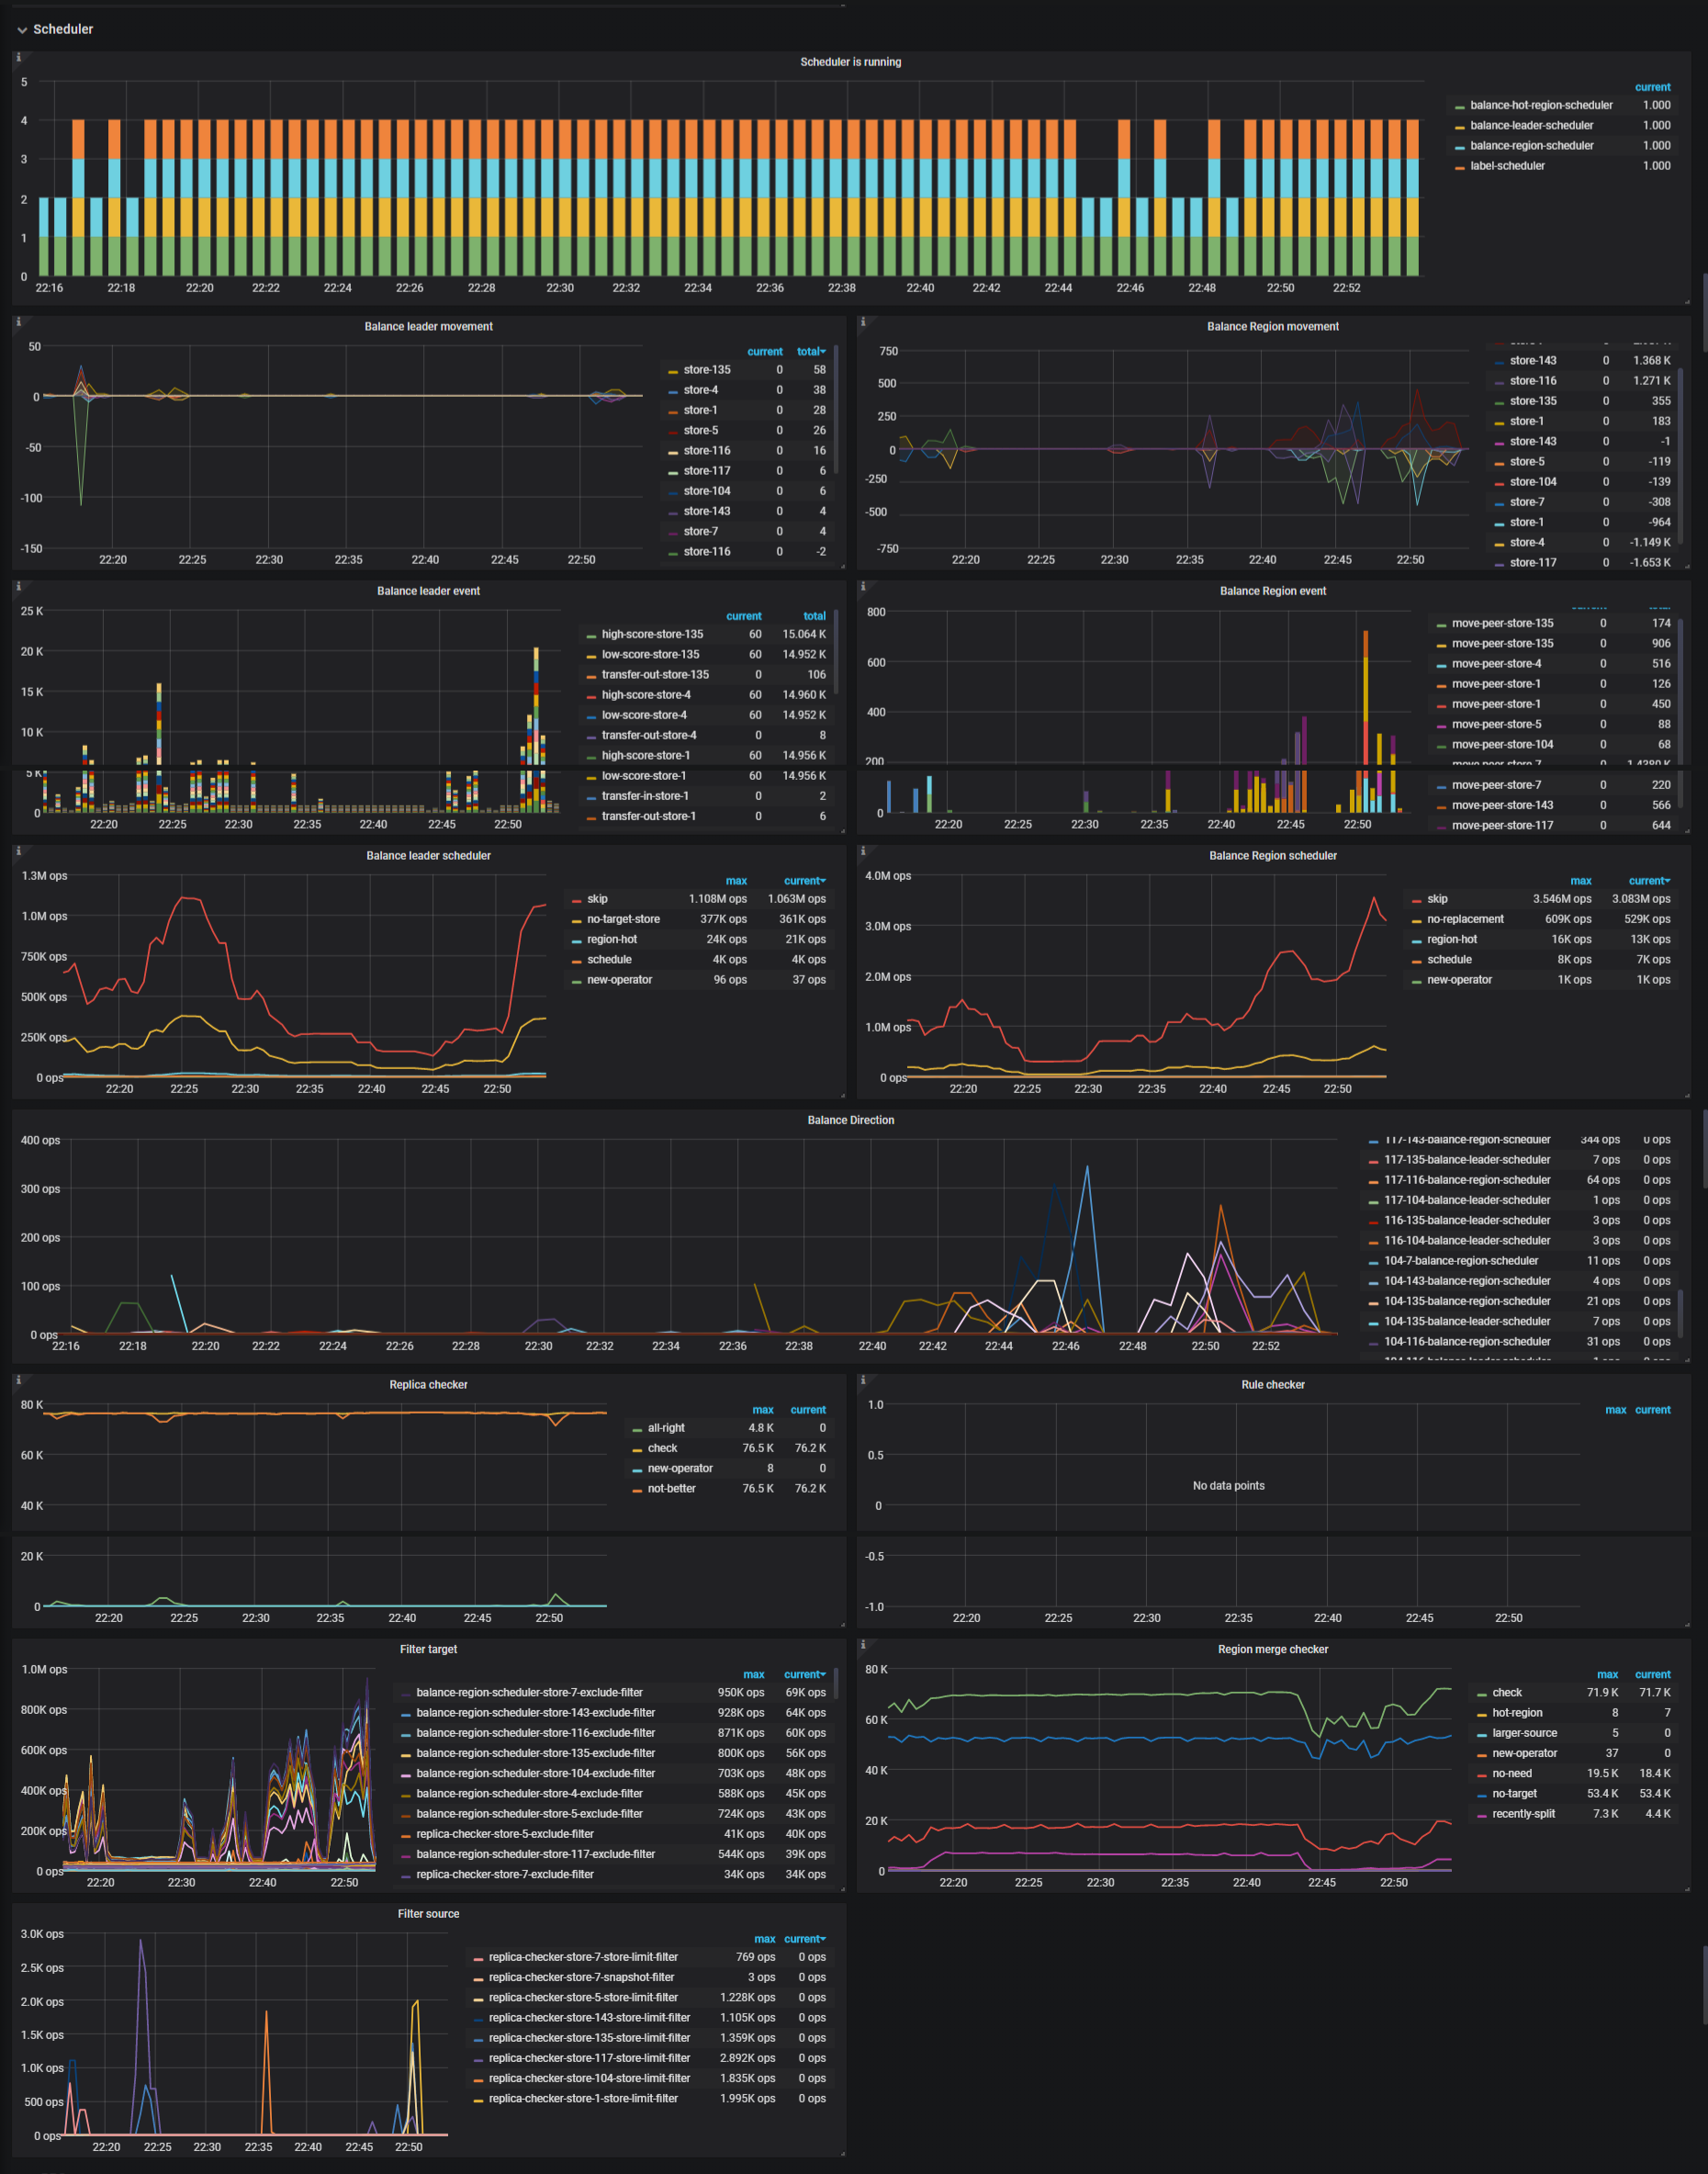 Scheduler
Scheduler is running
5
4
3
2
1
0
22:16 22:18 22:20 22:22 22:24 22:26 22:28 22:30 22:32 22:34 22:36 22:38 22:40 22:42 22:44 22:46 22:48 22:50 22:52
current
balance-hot-region-scheduler 1.000
balance-leader-scheduler 1.000
balance-region-scheduler 1.000
label-scheduler 1.000
Balance leader movement
50
0
-50
-100
-150
22:20 22:25 22:30 22:35 22:40 22:45 22:50
current total
store-135 0 58
store-4 0 38
store-1 0 28
store-5 0 26
store-116 0 16
store-117 0 6
store-104 0 6
store-143 0 4
store-7 0 4
store-116 0 -2
Balance Region movement
750
500
250
0
-250
-500
-750
22:20 22:25 22:30 22:35 22:40 22:45 22:50
store-143 0 1.368 K
store-116 0 1.271 K
store-135 0 355
store-1 0 183
store-143 0 -1
store-5 0 -119
store-104 0 -139
store-7 0 -308
store-1 0 -964
store-4 0 -1.149 K
store-117 0 -1.653 K
Balance leader event
25 K
20 K
15 K
10 K
5 K
0
22:20 22:25 22:30 22:35 22:40 22:45 22:50
current total
high-score-store-135 60 15.064 K
low-score-store-135 60 14.952 K
transfer-out-store-135 0 106
high-score-store-4 60 14.960 K
low-score-store-4 60 14.952 K
transfer-out-store-4 0 8
high-score-store-1 60 14.956 K
low-score-store-1 60 14.956 K
transfer-in-store-1 0 2
transfer-out-store-1 0 6
Balance Region event
800
600
400
200
0
22:20 22:25 22:30 22:35 22:40 22:45 22:50
move-peer-store-135 0 174
move-peer-store-135 0 906
move-peer-store-4 0 516
move-peer-store-1 0 126
move-peer-store-1 0 450
move-peer-store-5 0 88
move-peer-store-104 0 68
move-peer-store-7 0
move-peer-store-7 0 220
move-peer-store-143 0 566
move-peer-store-117 0 644
Balance leader scheduler
1.3M ops
1.0M ops
750K ops
500K ops
250K ops
0 ops
22:20 22:25 22:30 22:35 22:40 22:45 22:50
max current
skip 1.108M ops 1.063M ops
no-target-store 377K ops 361K ops
region-hot 24K ops 21K ops
schedule 4K ops 4K ops
new-operator 96 ops 37 ops
Balance Region scheduler
4.0M ops
3.0M ops
2.0M ops
1.0M ops
0 ops
22:20 22:25 22:30 22:35 22:40 22:45 22:50
max current
skip 3.546M ops 3.083M ops
no-replacement 609K ops 529K ops
region-hot 16K ops 13K ops
schedule 8K ops 7K ops
new-operator 1K ops 1K ops
Balance Direction
400 ops
300 ops
200 ops
100 ops
0 ops
22:16 22:18 22:20 22:22 22:24 22:26 22:28 22:30 22:32 22:34 22:36 22:38 22:40 22:42 22:44 22:46 22:48 22:50 22:52
117-143-balance-region-scheduler 344 ops 0 ops
117-135-balance-leader-scheduler 7 ops 0 ops
117-116-balance-region-scheduler 64 ops 0 ops
117-104-balance-leader-scheduler 1 ops 0 ops
116-135-balance-leader-scheduler 3 ops 0 ops
116-104-balance-leader-scheduler 3 ops 0 ops
104-7-balance-region-scheduler 11 ops 0 ops
104-143-balance-region-scheduler 4 ops 0 ops
104-135-balance-region-scheduler 21 ops 0 ops
104-135-balance-leader-scheduler 7 ops 0 ops
104-116-balance-region-scheduler 31 ops 0 ops
Replica checker
80 K
60 K
40 K
20 K
0
22:20 22:25 22:30 22:35 22:40 22:45 22:50
max current
all-right 4.8 K 0
check 76.5 K 76.2 K
new-operator 8 0
not-better 76.5 K 76.2 K
Rule checker
1.0
0.5
0
-0.5
-1.0
No data points
22:20 22:25 22:30 22:35 22:40 22:45 22:50
max current
Filter target
1.0M ops
800K ops
600K ops
400K ops
200K ops
0 ops
22:20 22:30 22:40 22:50
max current
balance-region-scheduler-store-7-exclude-filter 950K ops 69K ops
balance-region-scheduler-store-143-exclude-filter 928K ops 64K ops
balance-region-scheduler-store-116-exclude-filter 871K ops 60K ops
balance-region-scheduler-store-135-exclude-filter 800K ops 56K ops
balance-region-scheduler-store-104-exclude-filter 703K ops 48K ops
balance-region-scheduler-store-4-exclude-filter 588K ops 45K ops
balance-region-scheduler-store-5-exclude-filter 724K ops 43K ops
replica-checker-store-5-exclude-filter 41K ops 40K ops
balance-region-scheduler-store-117-exclude-filter 544K ops 39K ops
replica-checker-store-7-exclude-filter 34K ops 34K ops
Region merge checker
80 K
60 K
40 K
20 K
0
22:20 22:25 22:30 22:35 22:40 22:45 22:50
max current
check 71.9 K 71.7 K
hot-region 8 7
larger-source 5 0
new-operator 37 0
no-need 19.5 K 18.4 K
no-target 53.4 K 53.4 K
recently-split 7.3 K 4.4 K
Filter source
3.0K ops
2.5K ops
2.0K ops
1.5K ops
1.0K ops
500 ops
0 ops
22:20 22:25 22:30 22:35 22:40 22:45 22:50
max current
replica-checker-store-7-store-limit-filter 769 ops 0 ops
replica-checker-store-7-snapshot-filter 3 ops 0 ops
replica-checker-store-5-store-limit-filter 1.228K ops 0 ops
replica-checker-store-143-store-limit-filter 1.105K ops 0 ops
replica-checker-store-135-store-limit-filter 1.359K ops 0 ops
replica-checker-store-117-store-limit-filter 2.892K ops 0 ops
replica-checker-store-104-store-limit-filter 1.835K ops 0 ops
replica-checker-store-1-store-limit-filter 1.995K ops 0 ops